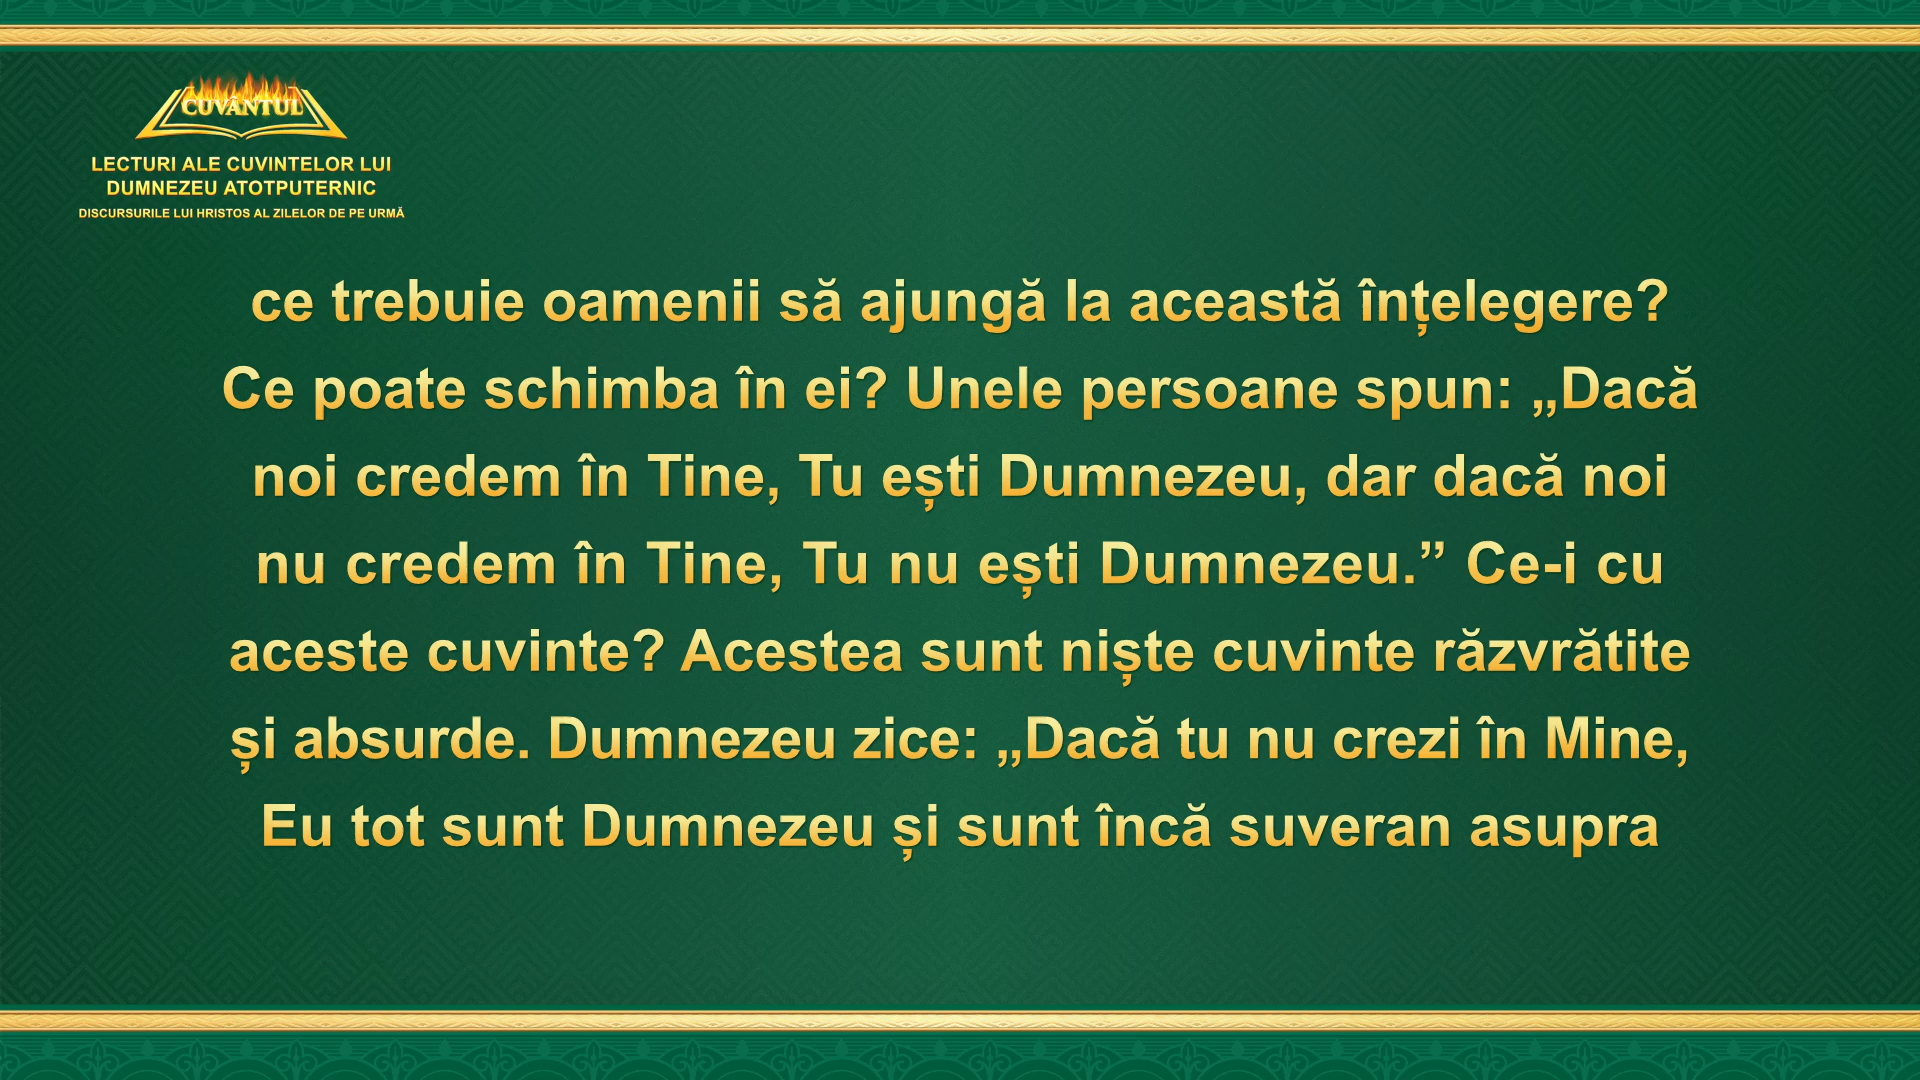 CUVÂNTUL
LECTURI ALE CUVINTELOR LUI
DUMNEZEU ATOTPUTERNIC
DISCURSURILE LUI HRISTOS AL ZILELOR DE PE URMĂ
ce trebuie oamenii să ajungă la această înțelegere?
Ce poate schimba în ei? Unele persoane spun: „Dacă
noi credem în Tine, Tu ești Dumnezeu, dar dacă noi
nu credem în Tine, Tu nu ești Dumnezeu.” Ce-i cu
aceste cuvinte? Acestea sunt niște cuvinte răzvrătite
și absurde. Dumnezeu zice: „Dacă tu nu crezi în Mine,
Eu tot sunt Dumnezeu și sunt încă suveran asupra